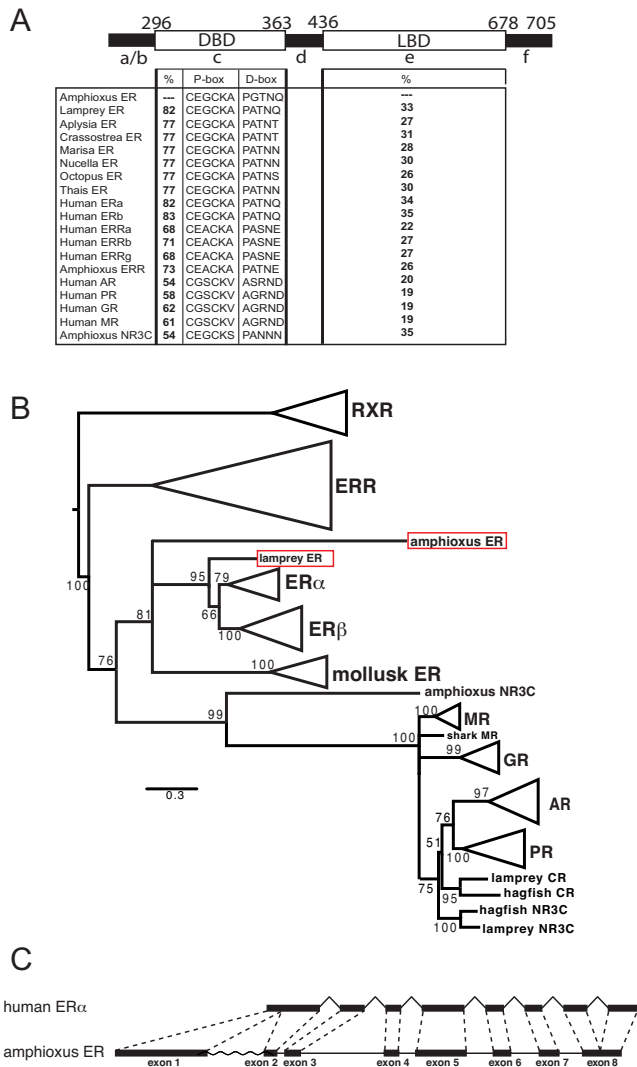 A
296 363 436 678 705
DBD LBD
a/b c d e f
% P-box D-box %
Amphioxus ER --- CEGCKA PGTNQ ---
Lamprey ER 82 CEGCKA PATNQ 33
Aplysia ER 77 CEGCKA PATNT 27
Crassostrea ER 77 CEGCKA PATNT 31
Marisa ER 77 CEGCKA PATNN 28
Nucella ER 77 CEGCKA PATNN 30
Octopus ER 77 CEGCKA PATNS 26
Thais ER 77 CEGCKA PATNN 30
Human ERa 82 CEGCKA PATNQ 34
Human ERb 83 CEGCKA PATNQ 35
Human ERRa 68 CEACKA PASNE 22
Human ERRb 71 CEACKA PASNE 27
Human ERRg 68 CEACKA PASNE 27
Amphioxus ERR 73 CEACKA PATNE 26
Human AR 54 CGSCKV ASRND 20
Human PR 58 CGSCKV AGRND 19
Human GR 62 CGSCKV AGRND 19
Human MR 61 CGSCKV AGRND 19
Amphioxus NR3C 54 CEGCKS PANNN 35
B
RXR
ERR
amphioxus ER
lamprey ER
95 79 ERα
100
81 66
100 ERβ
76
100 mollusk ER
99 amphioxus NR3C
100 MR
100 shark MR
99 GR
0.3
97 AR
76
51
100 PR
75 lamprey CR
95 hagfish CR
hagfish NR3C
100 lamprey NR3C
C
human ERα
amphioxus ER
exon 1 exon 2 exon 3 exon 4 exon 5 exon 6 exon 7 exon 8